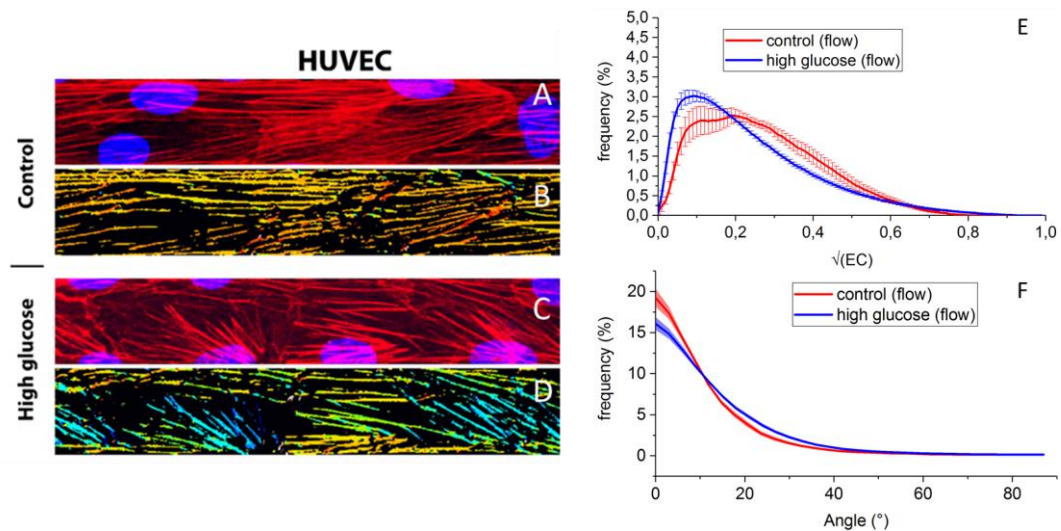 HUVEC
Control
A
B
High glucose
C
D
E
control (flow)
high glucose (flow)
frequency (%)
5,0
4,5
4,0
3,5
3,0
2,5
2,0
1,5
1,0
0,5
0,0
0,0 0,2 0,4 0,6 0,8 1,0
√(EC)
F
control (flow)
high glucose (flow)
frequency (%)
20
15
10
5
0
0 20 40 60 80
Angle (°)